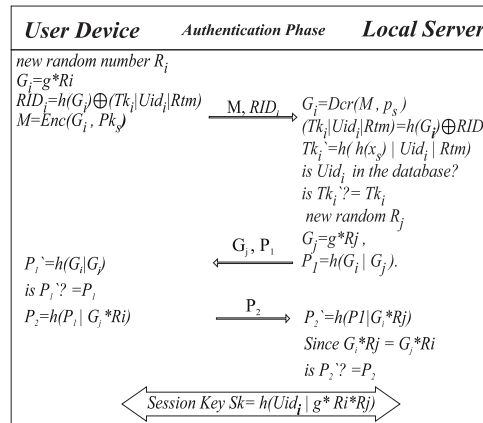 User Device Authentication Phase Local Server
new random number R_i
G_i=g*Ri
RID_i=h(G_i)⊕(Tk_i|Uid_i|Rtm)
M=Enc(G_i, Pk_s)
M, RID_i
G_i=Dcr(M, p_s)
(Tk_i|Uid_i|Rtm)=h(G_i)⊕RID
Tk_i`=h( h(x_s) | Uid_i | Rtm)
is Uid_i in the database?
is Tk_i`?= Tk_i
new random R_j
G_j=g*Rj ,
P1=h(G_i | G_j).
G_j, P_1
P_1`=h(G_i|G_j)
is P_1`? =P_1
P_2=h(P_1| G_j*Ri)
P_2
P_2`=h(P1|G_i*Rj)
Since G_i*Rj = G_j*Ri
is P_2`? =P_2
Session Key Sk= h(Uid_i | g* Ri*Rj)